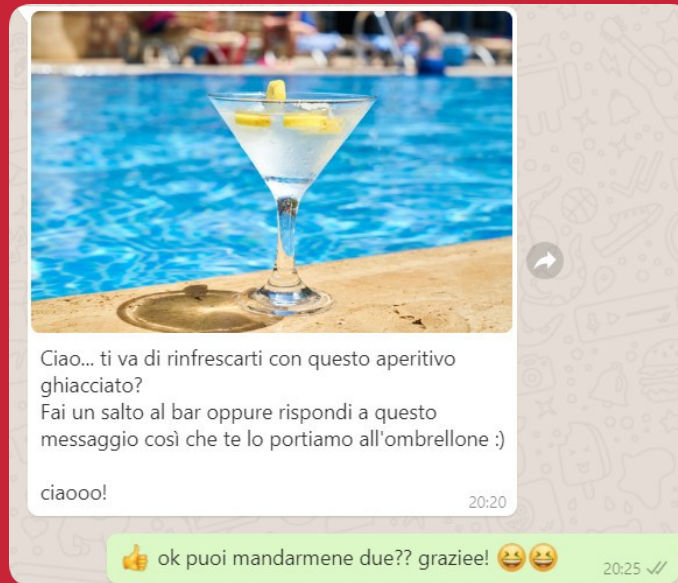 Ciao... ti va di rinfrescarti con questo aperitivo
ghiacciato?
Fai un salto al bar oppure rispondi a questo
messaggio così che te lo portiamo all'ombrellone :)
ciaooo!
20:20
👍 ok puoi mandarmene due?? graziee! 😆😆
20:25